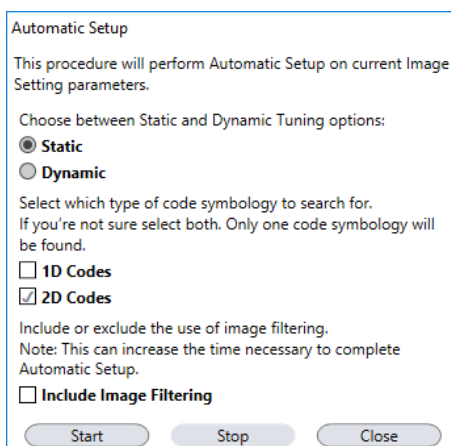 Automatic Setup
This procedure will perform Automatic Setup on current Image
Setting parameters.
Choose between Static and Dynamic Tuning options:
Static
Dynamic
Select which type of code symbology to search for.
If you're not sure select both. Only one code symbology will
be found.
1D Codes
2D Codes
Include or exclude the use of image filtering.
Note: This can increase the time necessary to complete
Automatic Setup.
Include Image Filtering
Start Stop Close